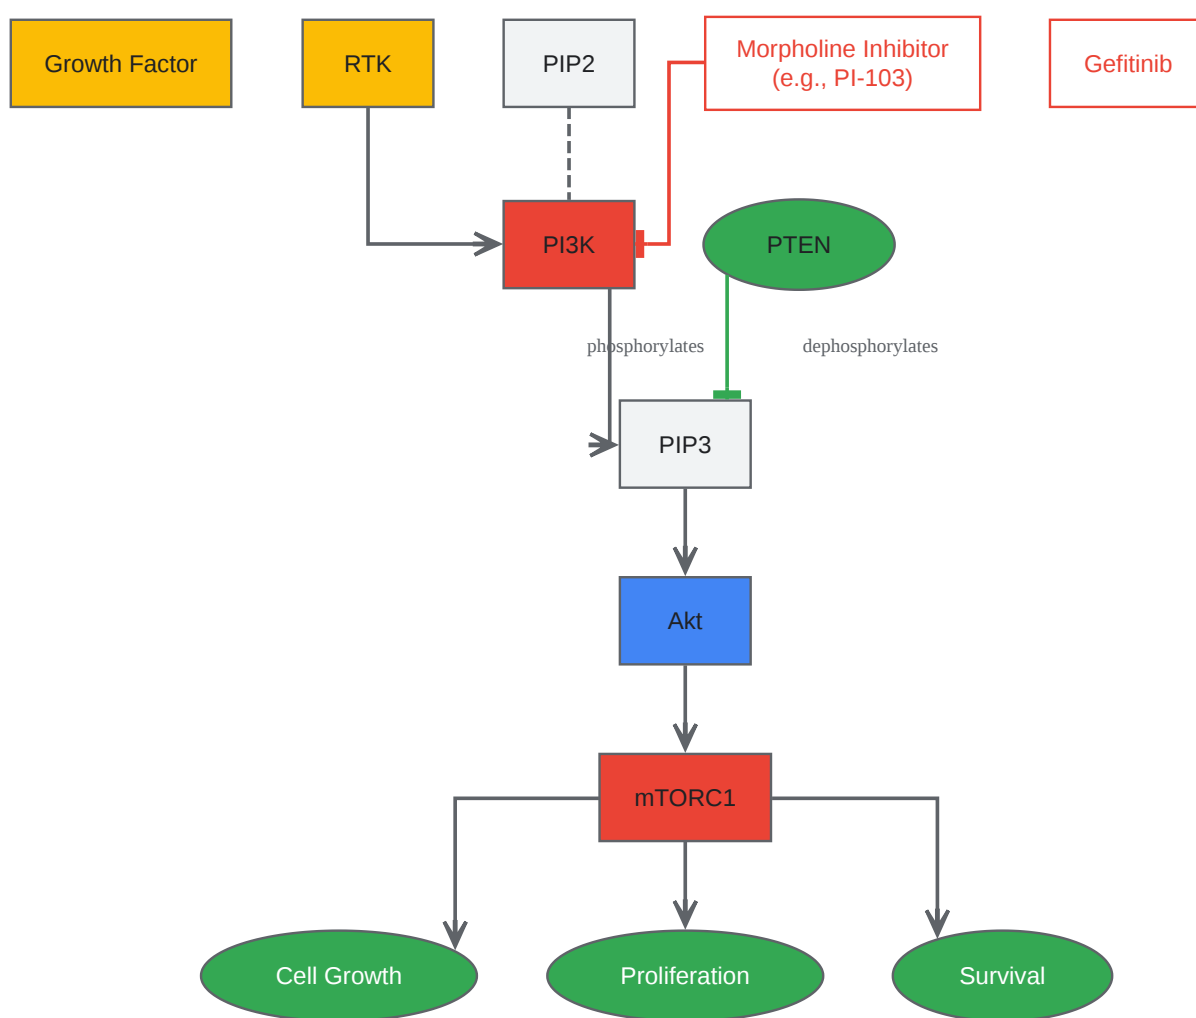 Growth Factor
RTK
PIP2
Morpholine Inhibitor
(e.g., PI-103)
Gefitinib
PI3K
PTEN
phosphorylates
dephosphorylates
PIP3
Akt
mTORC1
Cell Growth
Proliferation
Survival